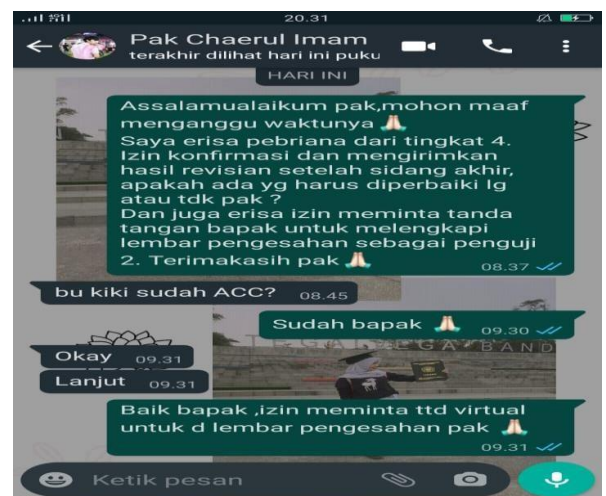 20.31
Pak Chaerul Imam
terakhir dilihat hari ini puku
HARI INI
Assalamualaikum pak,mohon maaf
menganggu waktunya 🙏🏻
Saya erisa pebriana dari tingkat 4.
Izin konfirmasi dan mengirimkan
hasil revisian setelah sidang akhir,
apakah ada yg harus diperbaiki lg
atau tdk pak ?
Dan juga erisa izin meminta tanda
tangan bapak untuk melengkapi
lembar pengesahan sebagai penguji
2. Terimakasih pak 🙏🏻
08.37
bu kiki sudah ACC? 08.45
Sudah bapak 🙏🏻 09.30
Okay 09.31
Lanjut 09.31
Baik bapak ,izin meminta ttd virtual
untuk d lembar pengesahan pak 🙏🏻
09.31
Ketik pesan